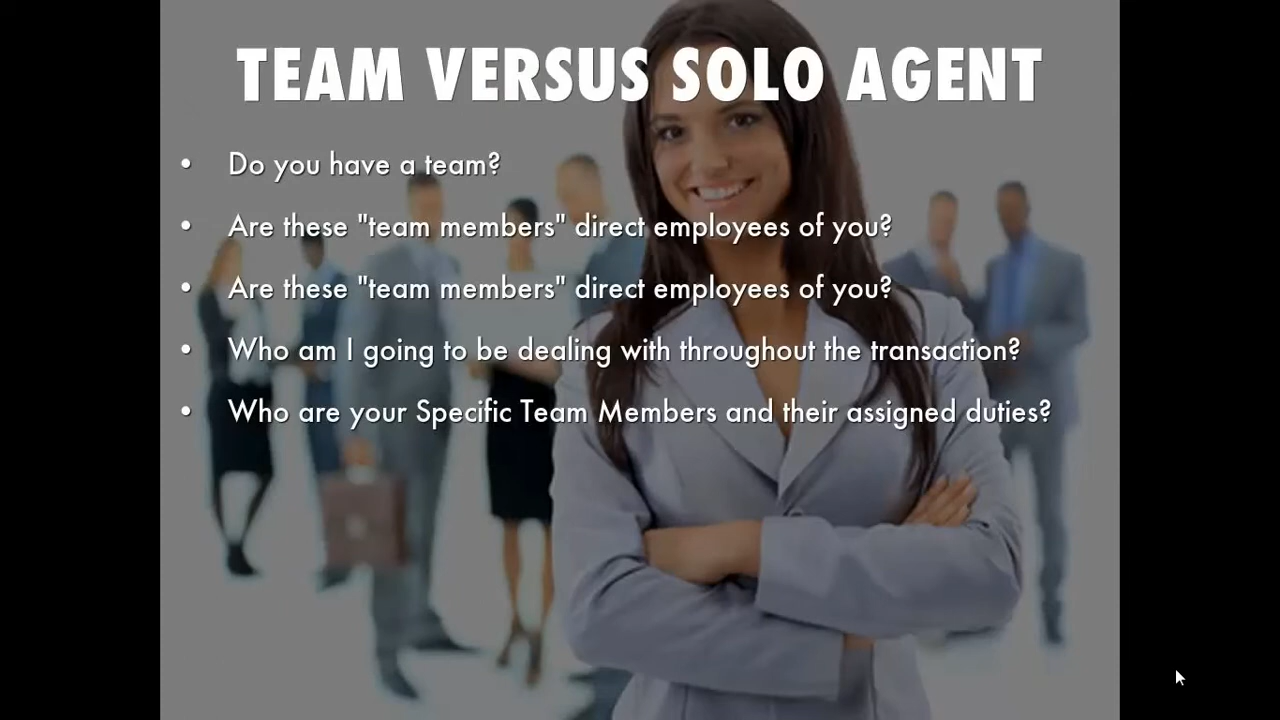 TEAM VERSUS SOLO AGENT
• Do you have a team?
• Are these "team members" direct employees of you?
• Are these "team members" direct employees of you?
• Who am I going to be dealing with throughout the transaction?
• Who are your Specific Team Members and their assigned duties?